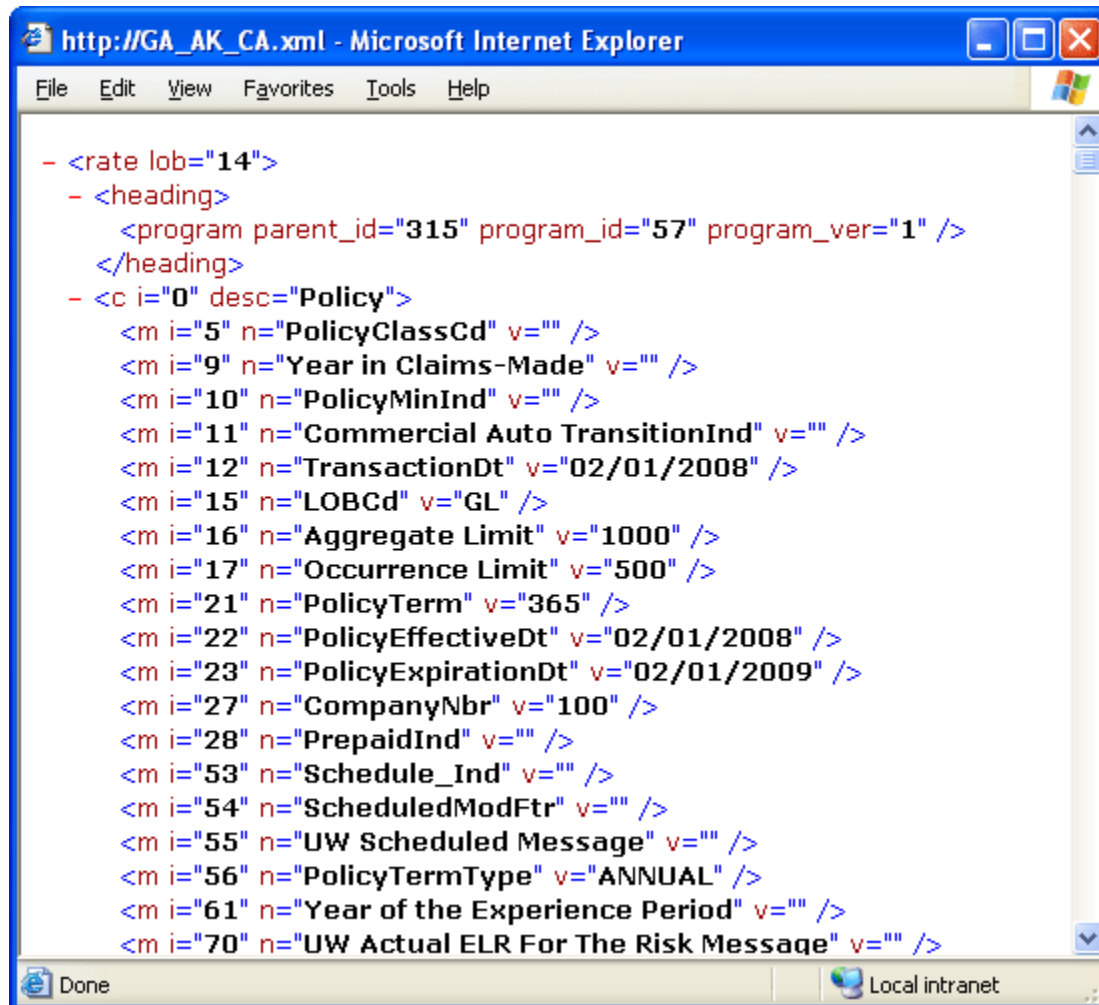 http://GA_AK_CA.xml - Microsoft Internet Explorer
File Edit View Favorites Tools Help
- <rate lob="14">
- <heading>
<program parent_id="315" program_id="57" program_ver="1" />
</heading>
- <c i="0" desc="Policy">
<m i="5" n="PolicyClassCd" v="" />
<m i="9" n="Year in Claims-Made" v="" />
<m i="10" n="PolicyMinInd" v="" />
<m i="11" n="Commercial Auto TransitionInd" v="" />
<m i="12" n="TransactionDt" v="02/01/2008" />
<m i="15" n="LOBCd" v="GL" />
<m i="16" n="Aggregate Limit" v="1000" />
<m i="17" n="Occurrence Limit" v="500" />
<m i="21" n="PolicyTerm" v="365" />
<m i="22" n="PolicyEffectiveDt" v="02/01/2008" />
<m i="23" n="PolicyExpirationDt" v="02/01/2009" />
<m i="27" n="CompanyNbr" v="100" />
<m i="28" n="PrepaidInd" v="" />
<m i="53" n="Schedule_Ind" v="" />
<m i="54" n="ScheduledModFtr" v="" />
<m i="55" n="UW Scheduled Message" v="" />
<m i="56" n="PolicyTermType" v="ANNUAL" />
<m i="61" n="Year of the Experience Period" v="" />
<m i="70" n="UW Actual ELR For The Risk Message" v="" />
Done Local intranet